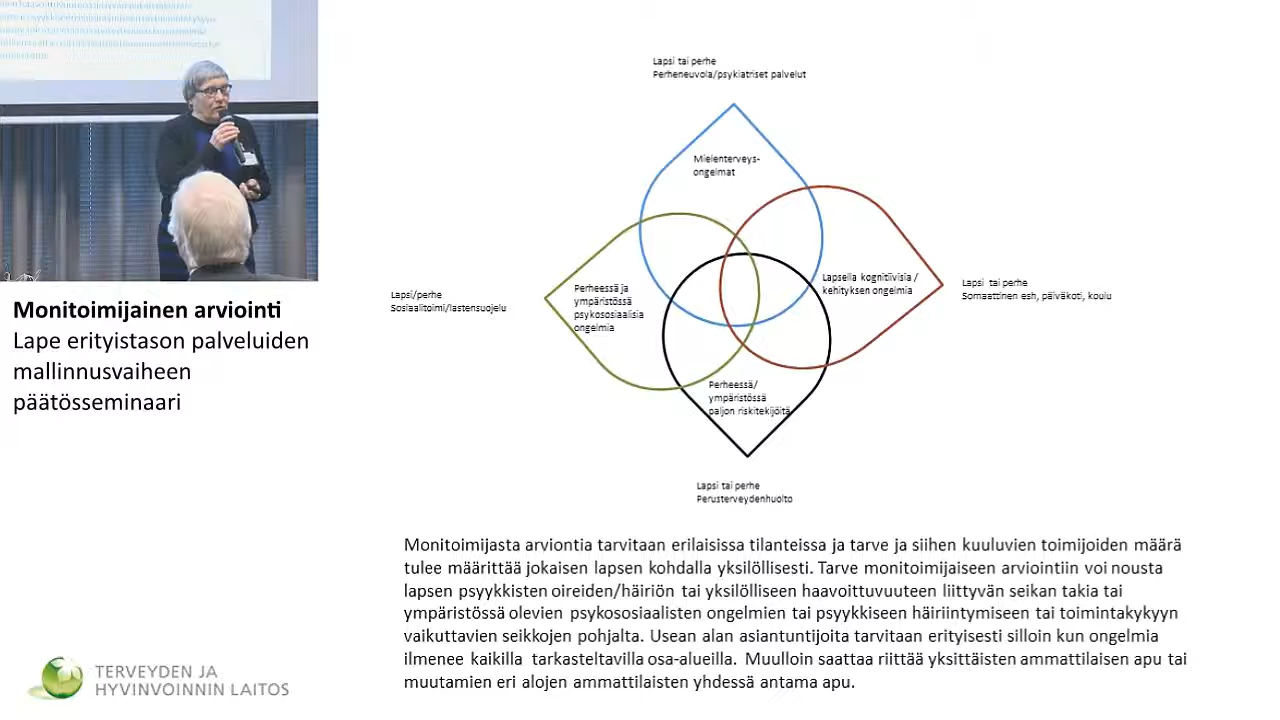 Monitoimijainen arviointi
Lape erityistason palveluiden
mallinnusvaiheen
päätösseminaari
TERVEYDEN JA
HYVINVOINNIN LAITOS
Lapsi tai perhe
Perheneuvola/psykiatriset palvelut
Mielenterveys-
ongelmat
Lapsi/perhe
Sosiaalitoimi/lastensuojelu
Perheessä ja
ympäristössä
psykososiaalisia
ongelmia
Lapsella kognitiivisia /
kehityksen ongelmia
Lapsi tai perhe
Somaattinen esh, päiväkoti, koulu
Perheessä/
ympäristössä
paljon riskitekijöitä
Lapsi tai perhe
Perusterveydenhuolto
Monitoimijasta arviontia tarvitaan erilaisissa tilanteissa ja tarve ja siihen kuuluvien toimijoiden määrä
tulee määrittää jokaisen lapsen kohdalla yksilöllisesti. Tarve monitoimijaiseen arviointiin voi nousta
lapsen psyykkisten oireiden/häiriön tai yksilölliseen haavoittuvuuteen liittyvän seikan takia tai
ympäristössä olevien psykososiaalisten ongelmien tai psyykkiseen häiriintymiseen tai toimintakykyyn
vaikuttavien seikkojen pohjalta. Usean alan asiantuntijoita tarvitaan erityisesti silloin kun ongelmia
ilmenee kaikilla tarkasteltavilla osa-alueilla. Muulloin saattaa riittää yksittäisten ammattilaisen apu tai
muutamien eri alojen ammattilaisten yhdessä antama apu.